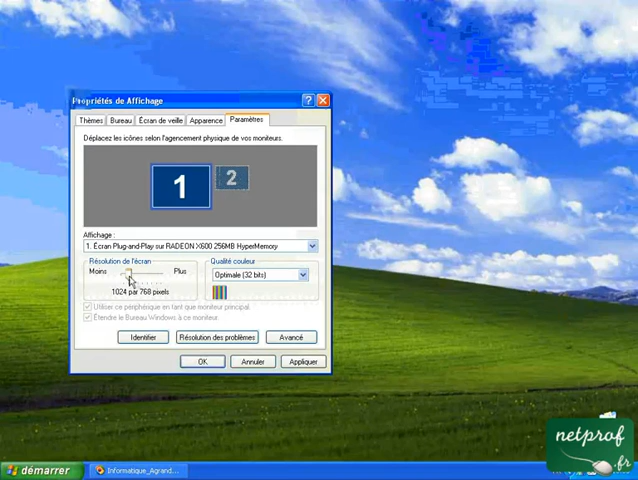 Propriétés de Affichage
Thèmes Bureau Écran de veille Apparence Paramètres
Déplacez les icônes selon l'agencement physique de vos moniteurs.
1 2
Affichage :
1. Écran Plug-and-Play sur RADEON X600 256MB HyperMemory
Résolution de l'écran Qualité couleur
Moins Plus Optimale (32 bits)
1024 par 768 pixels
Utiliser ce périphérique en tant que moniteur principal
Étendre le Bureau Windows à ce moniteur.
Identifier Résolution des problèmes Avancé
OK Annuler Appliquer
netprof
.fr
démarrer Informatique_Agrand...